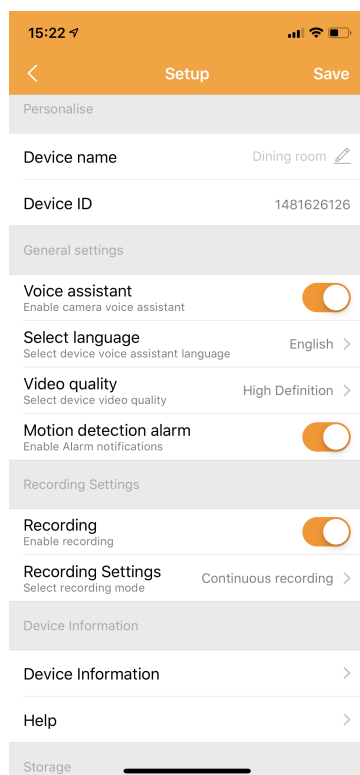 15:22
Setup
Save
Personalise
Device name
Dining room
Device ID
1481626126
General settings
Voice assistant
Enable camera voice assistant
Select language
English
Select device voice assistant language
Video quality
High Definition
Select device video quality
Motion detection alarm
Enable Alarm notifications
Recording Settings
Recording
Enable recording
Recording Settings
Continuous recording
Select recording mode
Device Information
Device Information
Help
Storage